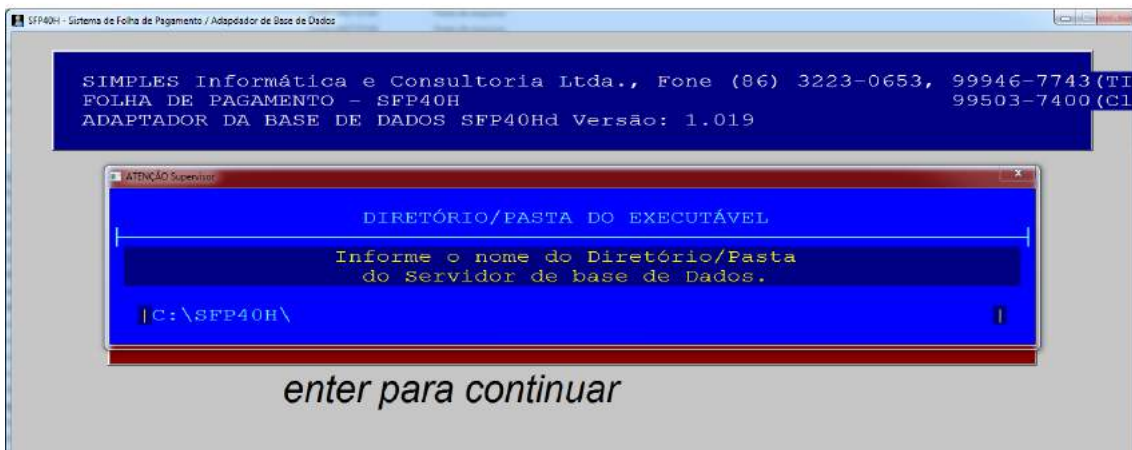 SFP40H - Sistema de Folha de Pagamento / Adaptador de Base de Dados
SIMPLES Informática e Consultoria Ltda., Fone (86) 3223-0653, 99946-7743(TI
FOLHA DE PAGAMENTO - SFP40H 99503-7400(Cl
ADAPTADOR DA BASE DE DADOS SFP40Hd Versão: 1.019
ATENÇÃO Supervisor
DIRETÓRIO/PASTA DO EXECUTÁVEL
Informe o nome do Diretório/Pasta
do Servidor de base de Dados.
C:\SFP40H\
enter para continuar